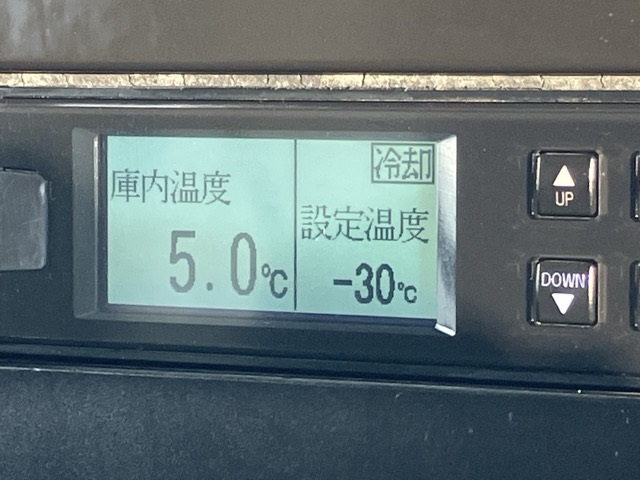 庫内温度
5.0℃
冷却
設定温度
-30℃
UP
DOWN